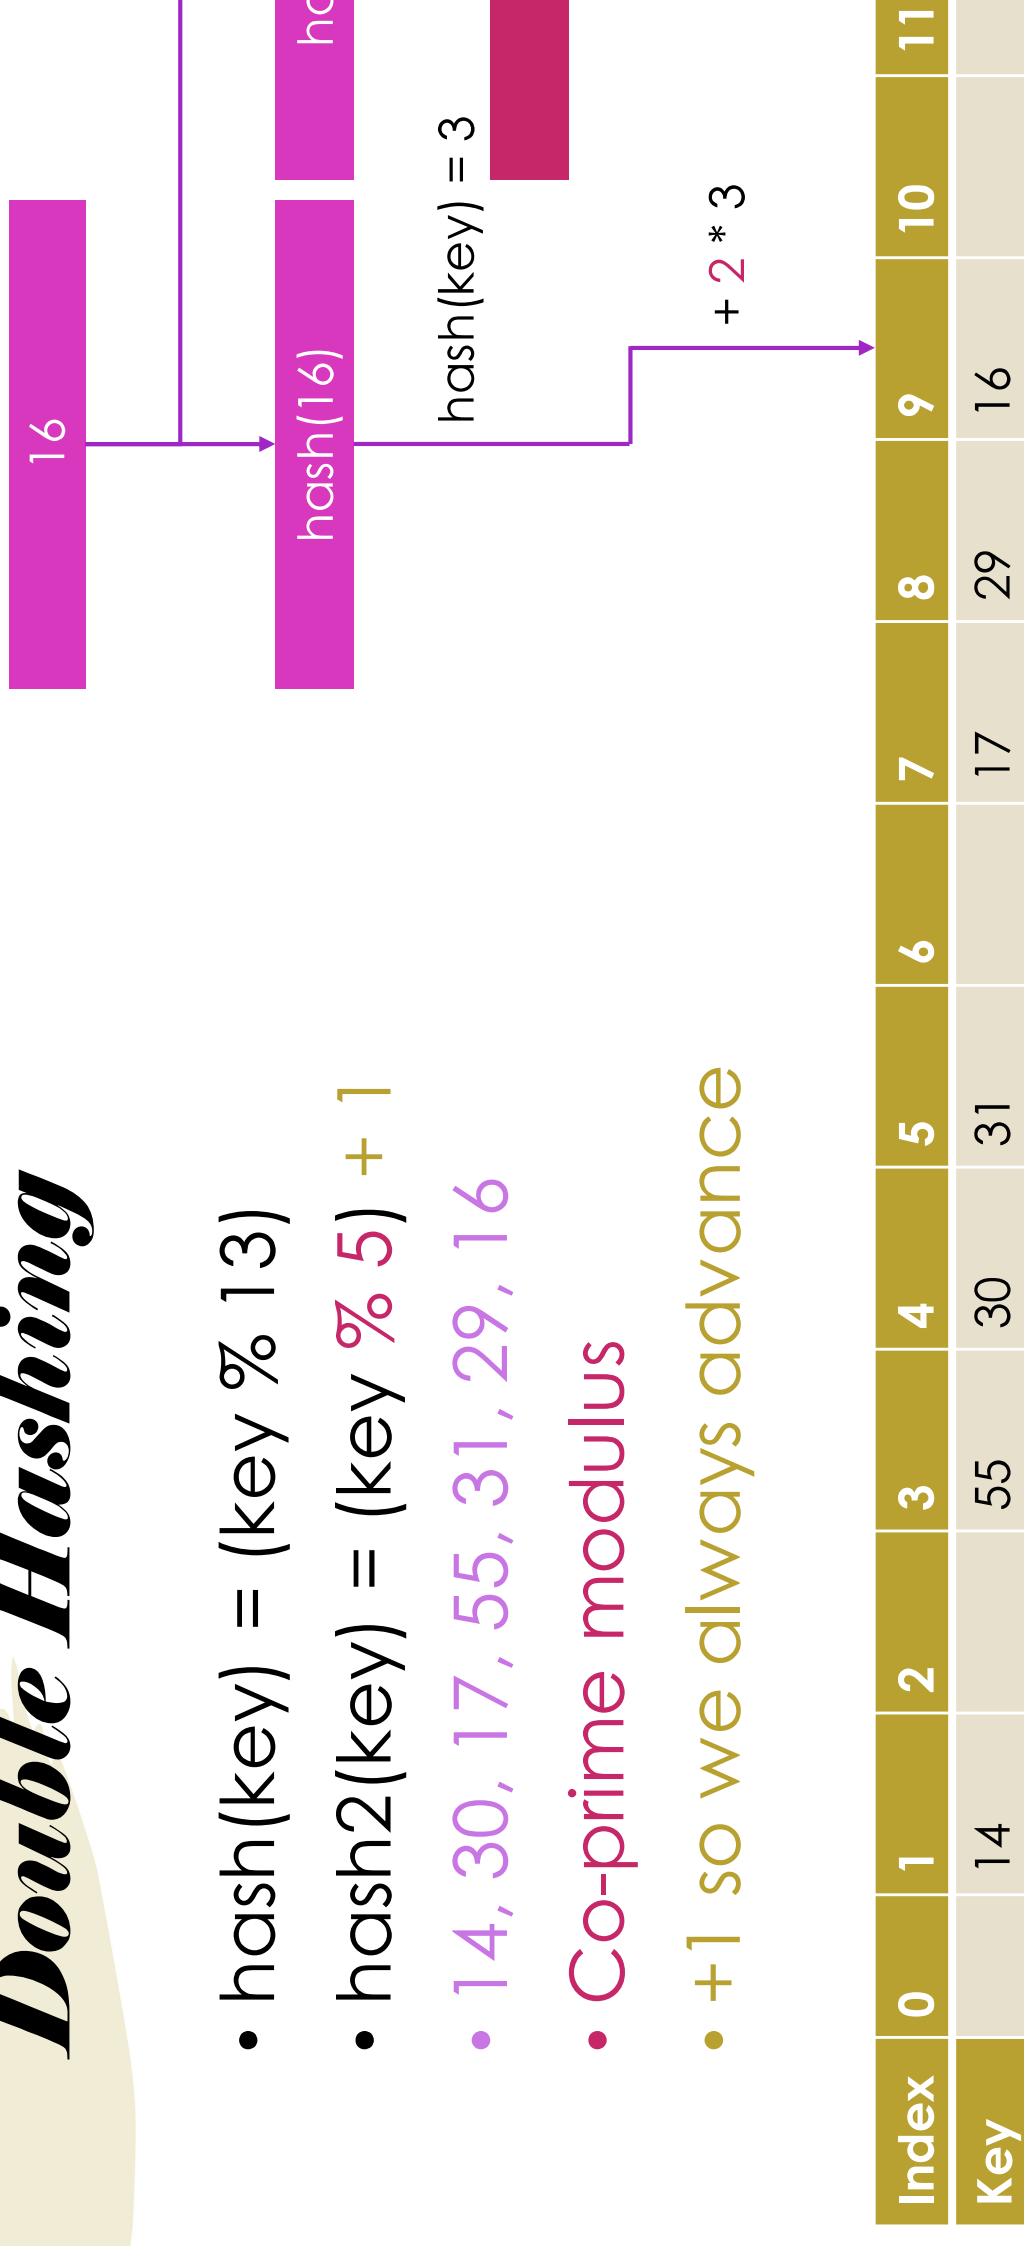 Double Hashing
• hash(key) = (key % 13)
• hash2(key) = (key % 5) + 1
• 14, 30, 17, 55, 31, 29, 16
• Co-prime modulus
• +1 so we always advance
16
hash(16)
hash(key) = 3
+ 2 * 3
Index 0 1 2 3 4 5 6 7 8 9 10 11
Key 14 55 30 31 17 29 16